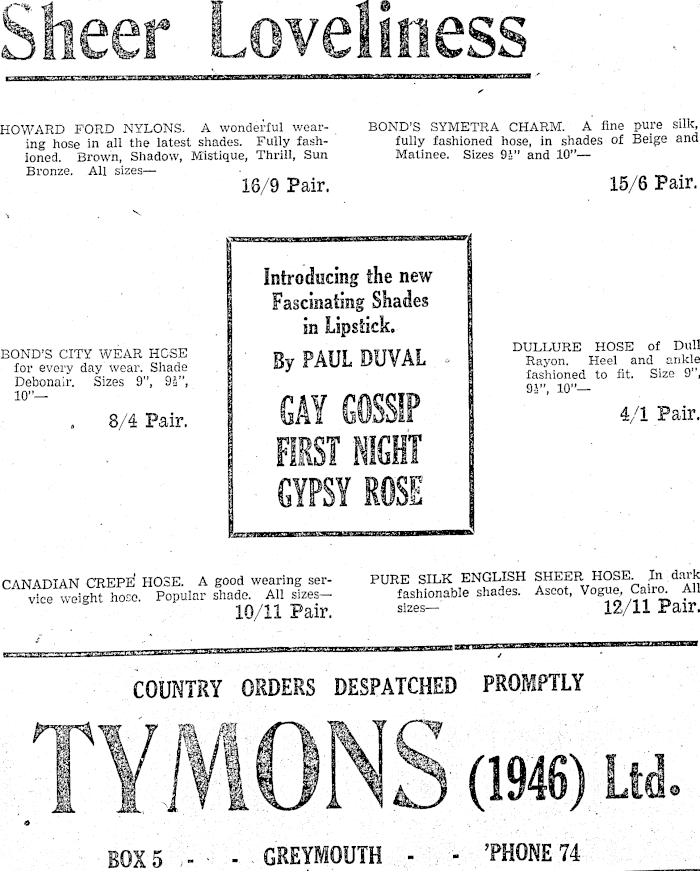 Sheer Loveliness
HOWARD FORD NYLONS. A wonderful wear-
ing hose in all the latest shades. Fully fash-
ioned. Brown, Shadow, Mistique, Thrill, Sun
Bronze. All sizes—
16/9 Pair.
BOND'S SYMETRA CHARM. A fine pure silk,
fully fashioned hose, in shades of Beige and
Matinee. Sizes 9½" and 10"—
15/6 Pair.
BOND'S CITY WEAR HOSE
for every day wear. Shade
Debonair. Sizes 9", 9½",
10"—
8/4 Pair.
Introducing the new
Fascinating Shades
in Lipstick.
By PAUL DUVAL
GAY GOSSIP
FIRST NIGHT
GYPSY ROSE
DULLURE HOSE of Dull
Rayon. Heel and ankle
fashioned to fit. Size 9",
9½", 10"—
4/1 Pair.
CANADIAN CREPE HOSE. A good wearing ser-
vice weight hose. Popular shade. All sizes—
10/11 Pair.
PURE SILK ENGLISH SHEER HOSE. In dark
fashionable shades. Ascot, Vogue, Cairo. All
sizes—
12/11 Pair.
COUNTRY ORDERS DESPATCHED PROMPTLY
TYMONS (1946) Ltd.
BOX 5 - - GREYMOUTH - - 'PHONE 74